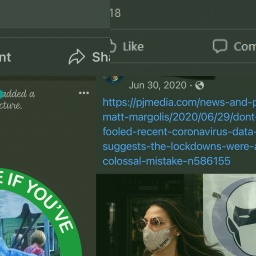 18
Like
Com
nt
Sh
added a
cture.
Jun 30, 2020 ·
https://pjmedia.com/news-and-p
matt-margolis/2020/06/29/dont-
fooled-recent-coronavirus-data-
suggests-the-lockdowns-were-a
colossal-mistake-n586155
E IF YOU'VE